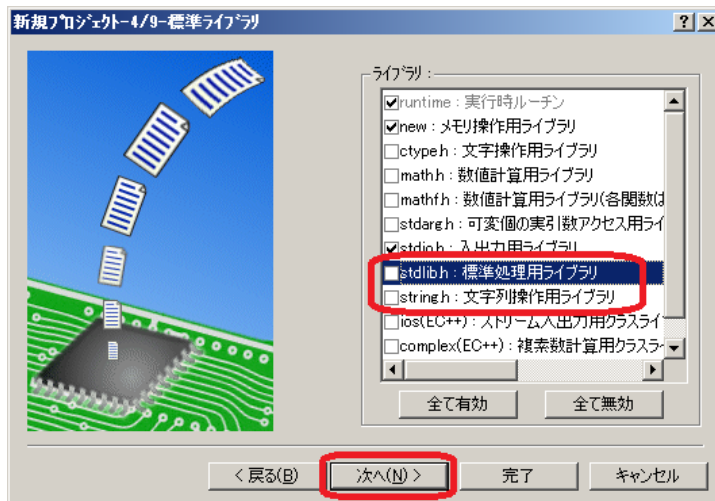 新規プロジェクト-4/9-標準ライブラリ
ライブラリ :
runtime : 実行時ルーチン
new : メモリ操作用ライブラリ
ctype.h : 文字操作用ライブラリ
math.h : 数値計算用ライブラリ
mathf.h : 数値計算用ライブラリ(各関数は
stdarg.h : 可変個の実引数アクセス用ライ
stdio.h : 入出力用ライブラリ
stdlib.h : 標準処理用ライブラリ
string.h : 文字列操作用ライブラリ
ios(EC++) : ストリーム入出力用クラスライ
complex(EC++) : 複素数計算用クラスラ
全て有効 全て無効
< 戻る(B) 次へ(N) > 完了 キャンセル